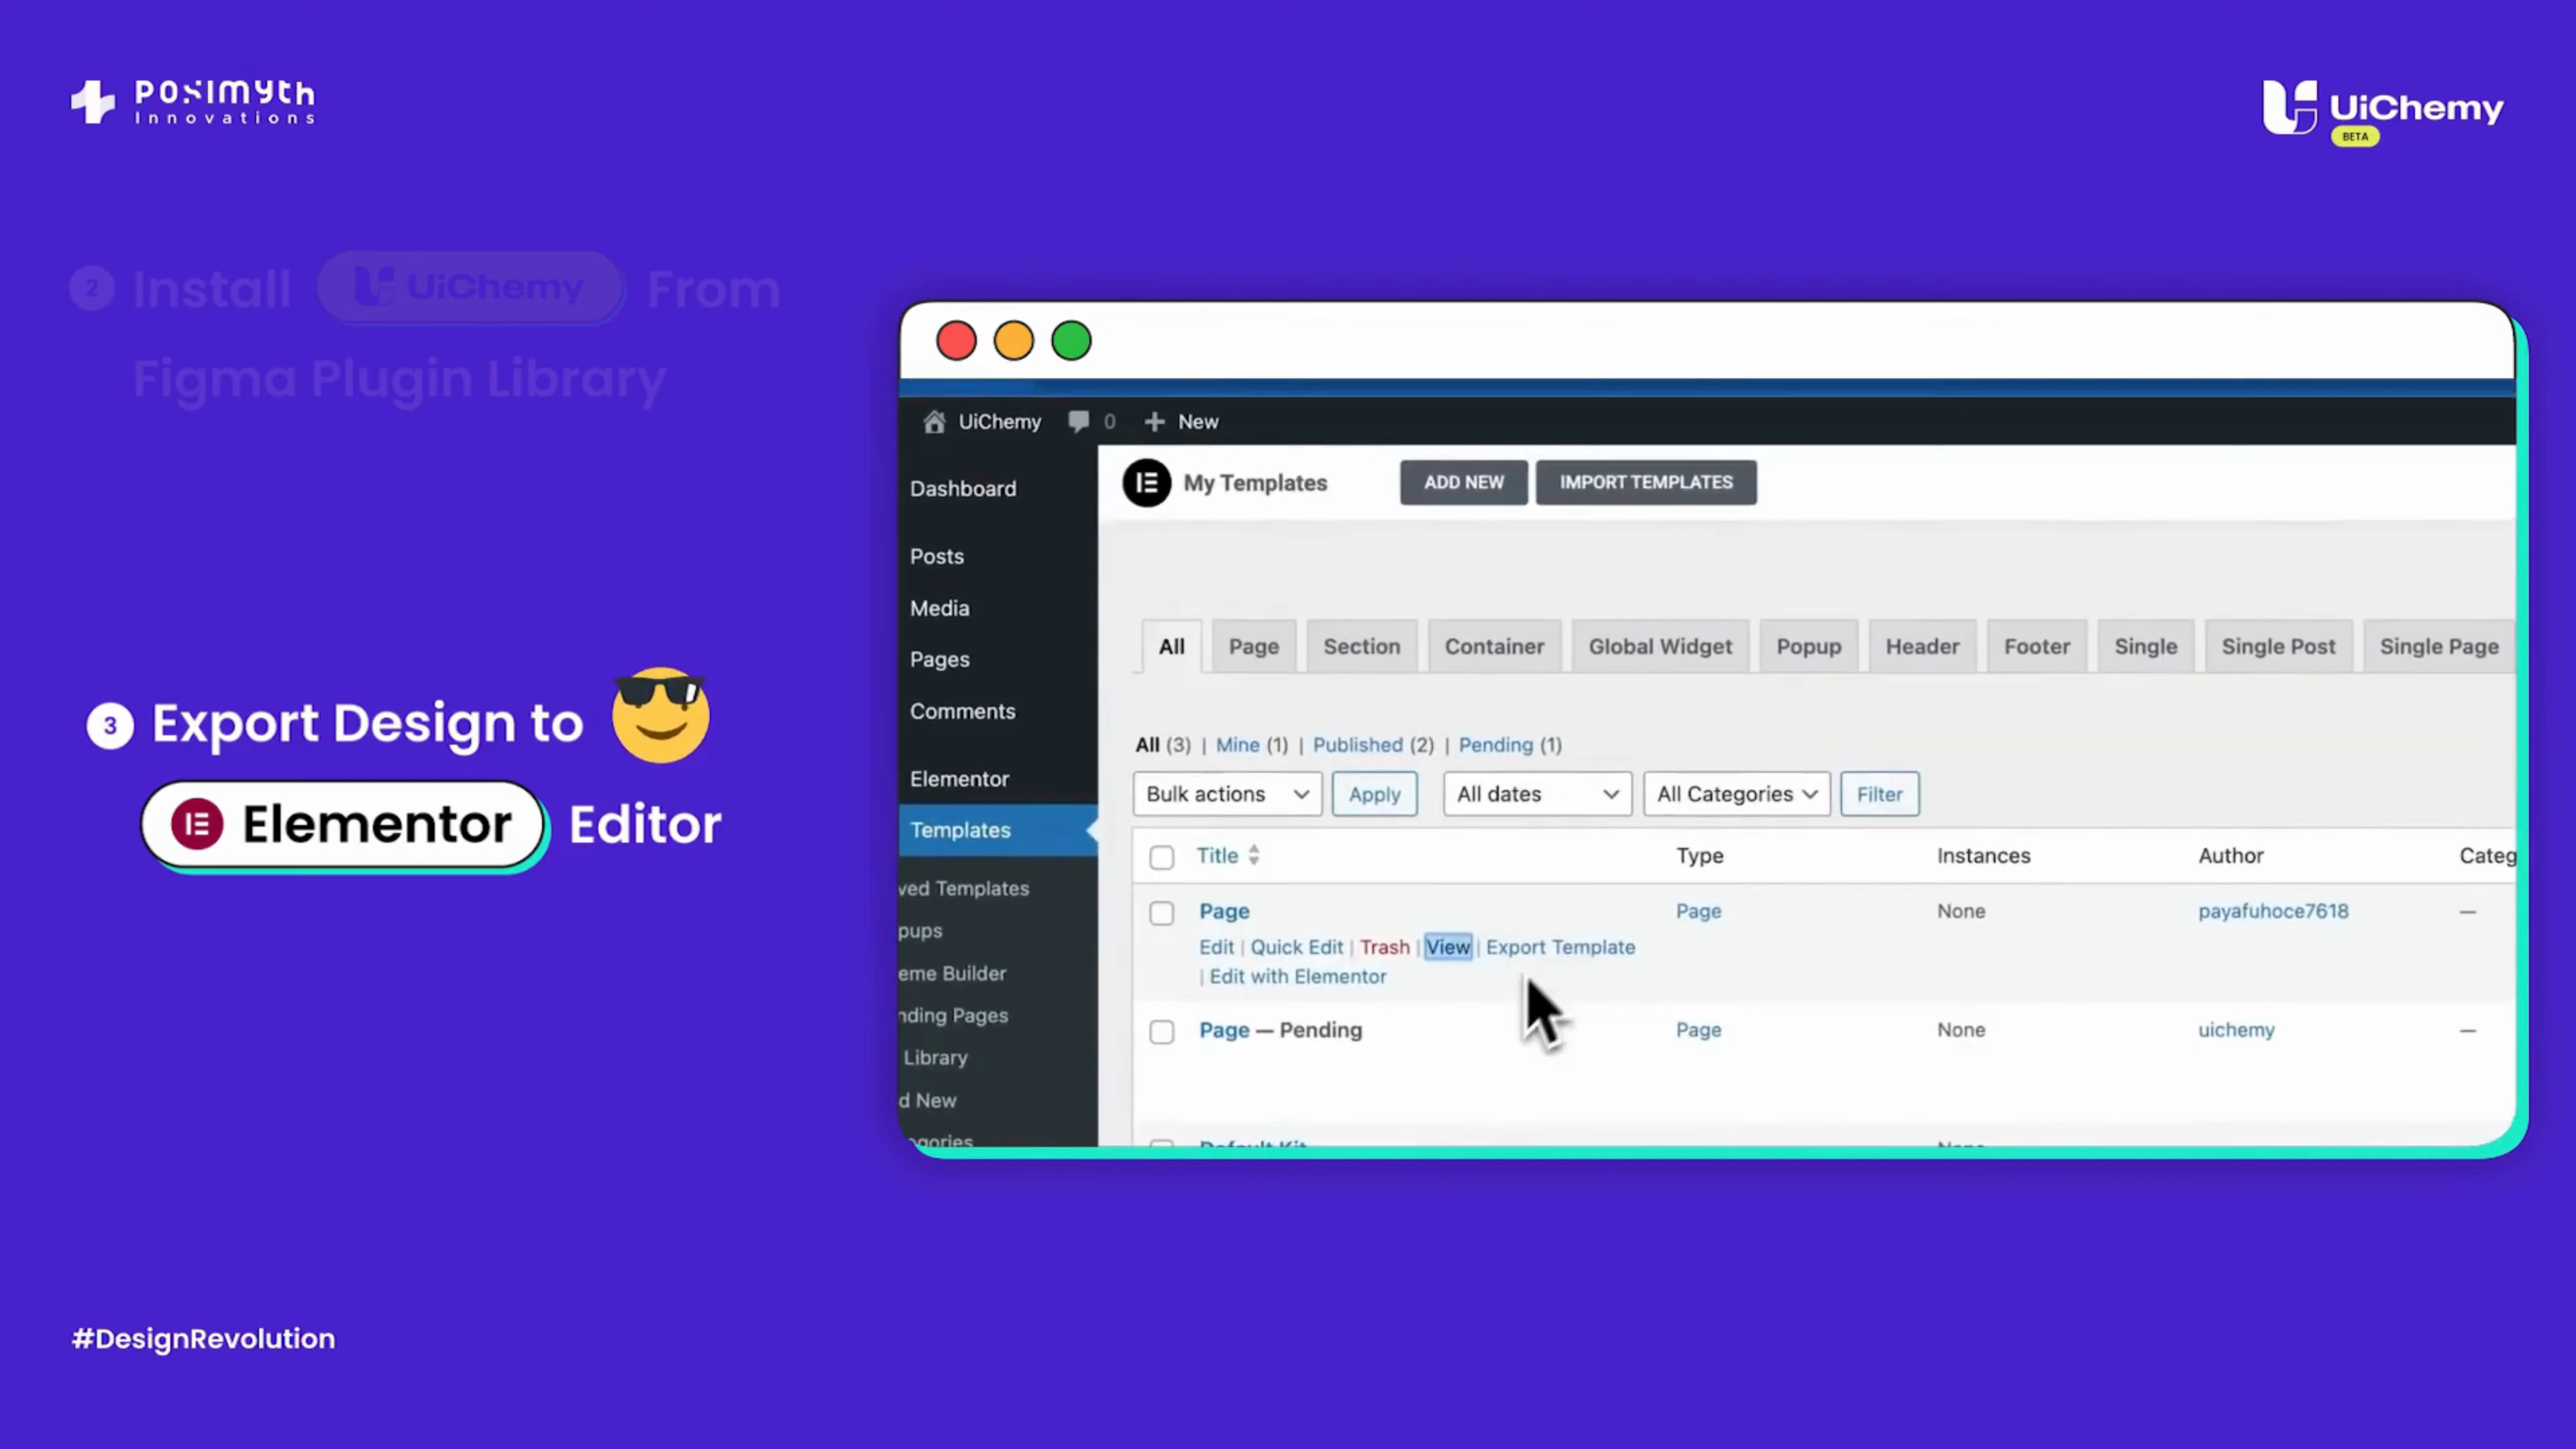 POSIMYTH
Innovations
UiChemy
BETA
2 Install UiChemy From
Figma Plugin Library
3 Export Design to
Elementor Editor
#DesignRevolution
UiChemy 0 + New
Dashboard
Posts
Media
Pages
Comments
Elementor
Templates
ved Templates
pups
eme Builder
nding Pages
Library
d New
egories
My Templates ADD NEW IMPORT TEMPLATES
All Page Section Container Global Widget Popup Header Footer Single Single Post Single Page
All (3) | Mine (1) | Published (2) | Pending (1)
Bulk actions Apply All dates All Categories Filter
Title Type Instances Author Categ
Page Page None payafuhoce7618 —
Edit | Quick Edit | Trash | View | Export Template
| Edit with Elementor
Page — Pending Page None uichemy —
Default Kit None